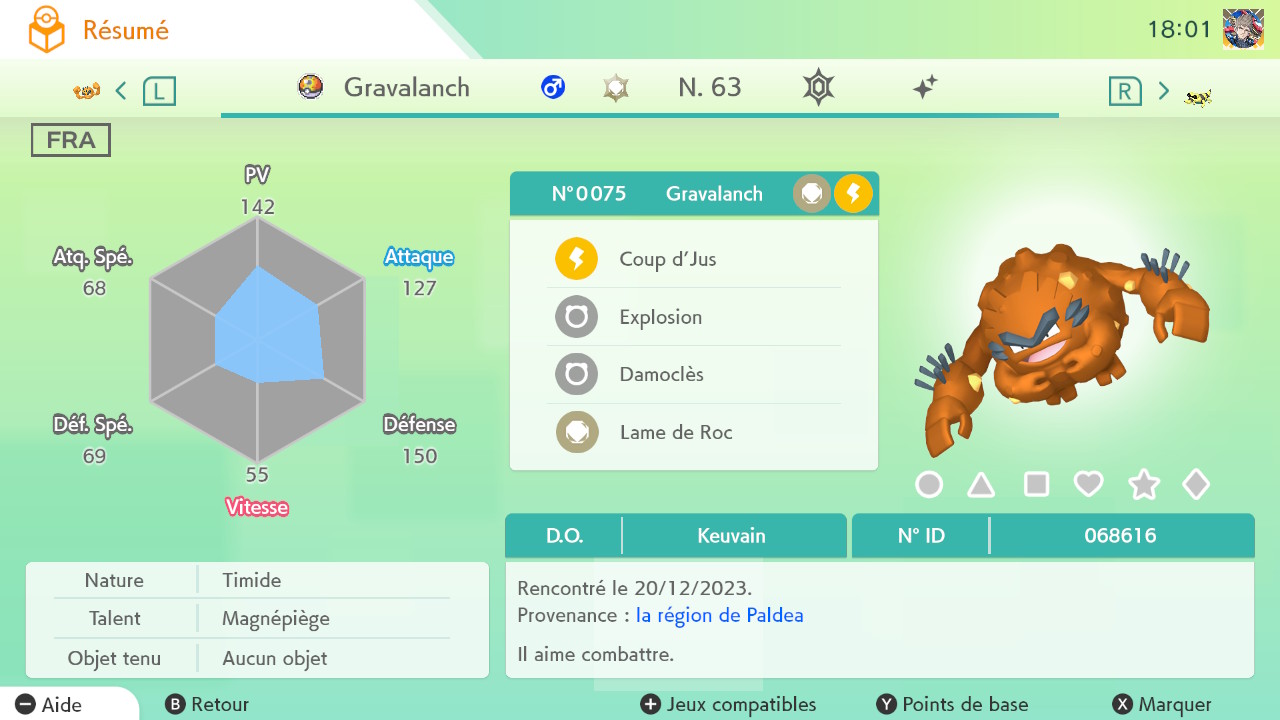 Résumé
18:01
L
Gravalanch
N. 63
R
FRA
PV
142
Atq. Spé.
68
Attaque
127
Déf. Spé.
69
Défense
150
55
Vitesse
N°0075 Gravalanch
Coup d'Jus
Explosion
Damoclès
Lame de Roc
D.O. Keuvain
N° ID 068616
Nature Timide
Talent Magnépiège
Objet tenu Aucun objet
Rencontré le 20/12/2023.
Provenance : la région de Paldea
Il aime combattre.
Aide
B Retour
Jeux compatibles
Y Points de base
X Marquer